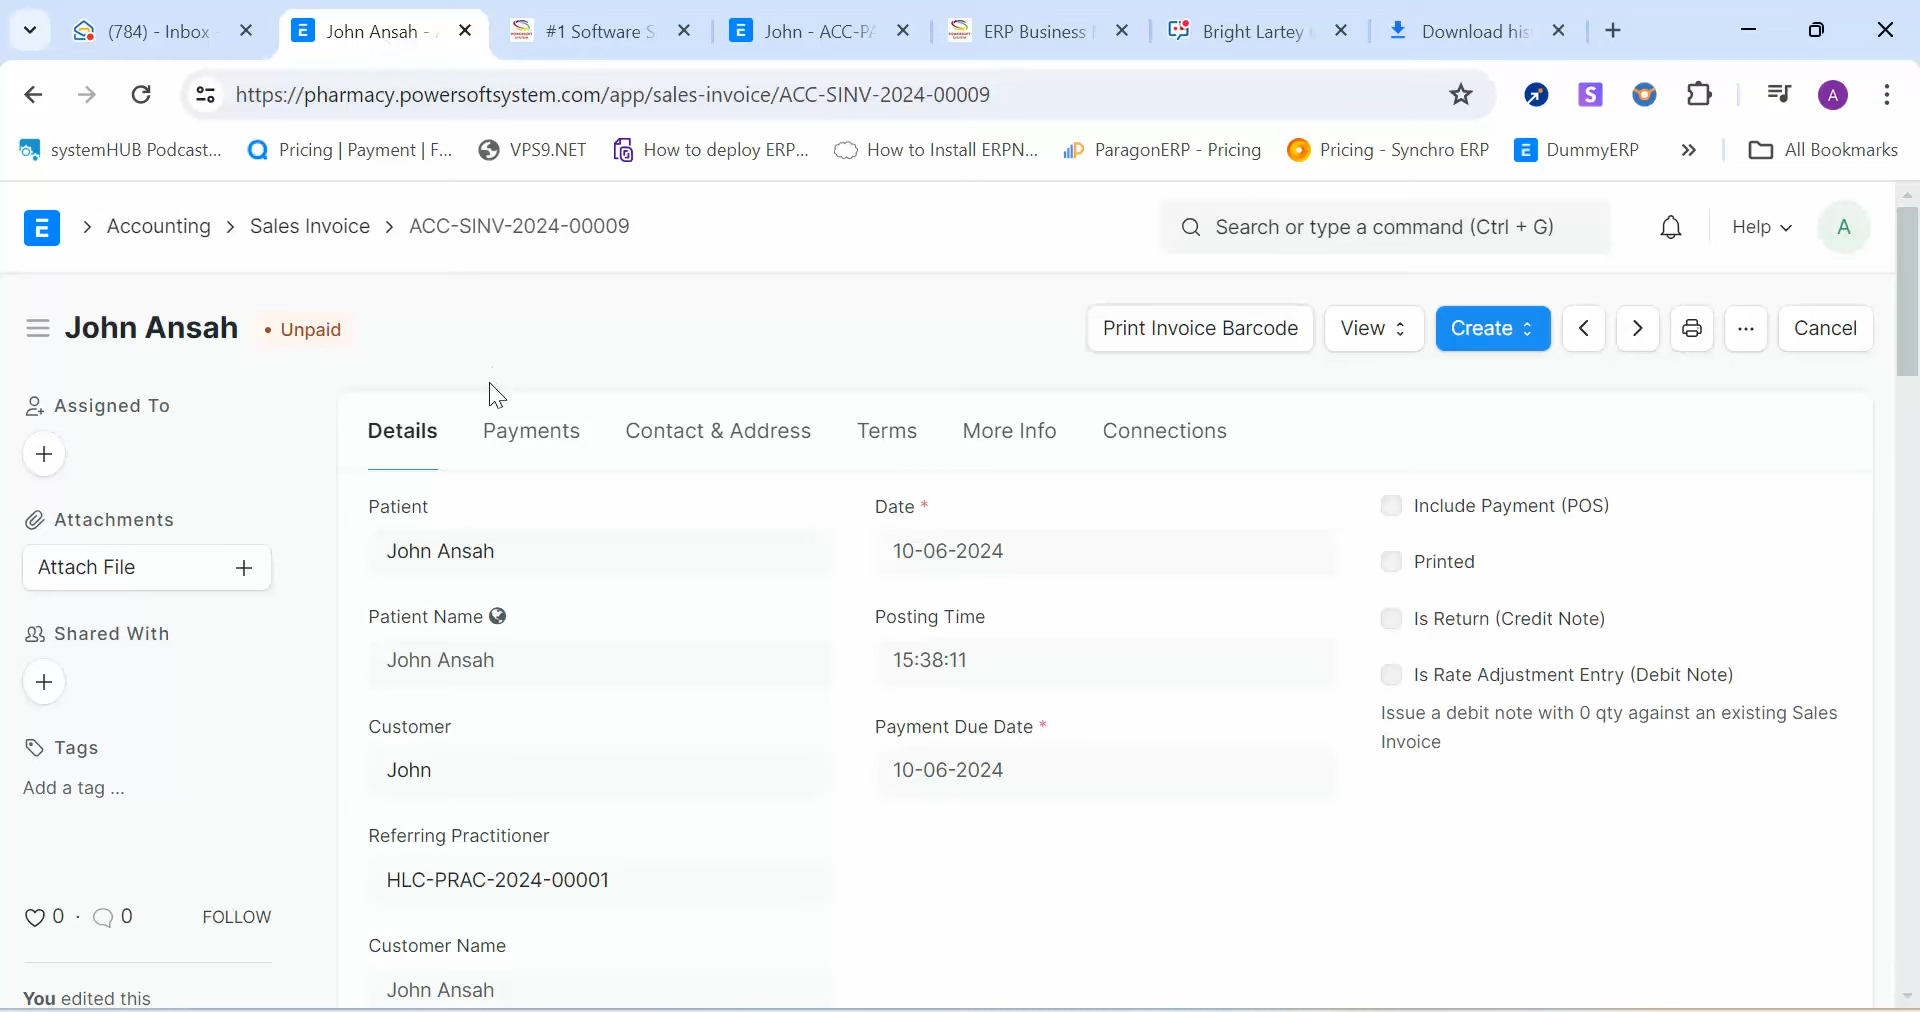 (784) - Inbox
John Ansah -
#1 Software S
John - ACC-PA
ERP Business
Bright Lartey
Download his
https://pharmacy.powersoftsystem.com/app/sales-invoice/ACC-SINV-2024-00009
S
A
systemHUB Podcast...
Pricing | Payment | F...
VPS9.NET
How to deploy ERP...
How to Install ERPN...
ParagonERP - Pricing
Pricing - Synchro ERP
E DummyERP
All Bookmarks
E
Accounting
Sales Invoice
ACC-SINV-2024-00009
Search or type a command (Ctrl + G)
Help
A
John Ansah
• Unpaid
Print Invoice Barcode
View
Create
...
Cancel
Assigned To
Attachments
Attach File
Shared With
Tags
Add a tag ...
0 · 0
FOLLOW
You edited this
Details
Payments
Contact & Address
Terms
More Info
Connections
Patient
John Ansah
Patient Name
John Ansah
Customer
John
Referring Practitioner
HLC-PRAC-2024-00001
Customer Name
John Ansah
Date *
10-06-2024
Posting Time
15:38:11
Payment Due Date *
10-06-2024
Include Payment (POS)
Printed
Is Return (Credit Note)
Is Rate Adjustment Entry (Debit Note)
Issue a debit note with 0 qty against an existing Sales
Invoice